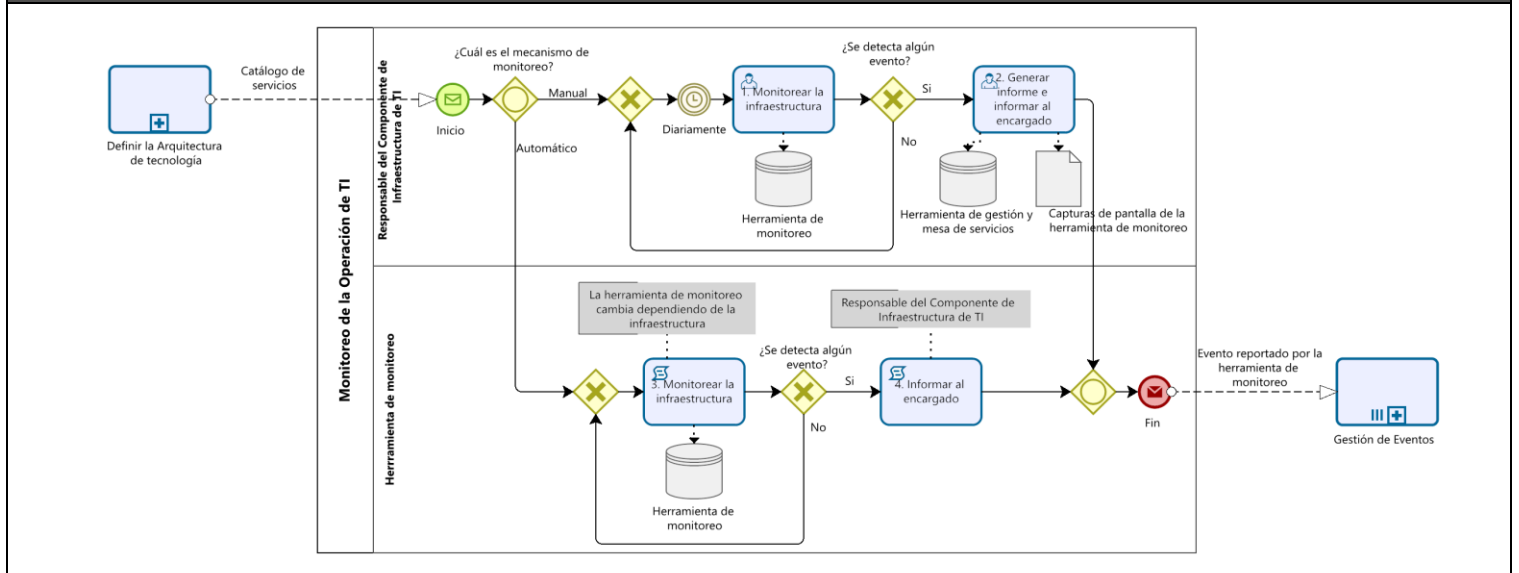 Definir la Arquitectura
de tecnología
Catálogo de
servicios
Monitoreo de la Operación de TI
Responsable del Componente de
Infraestructura de TI
Inicio
¿Cuál es el mecanismo de
monitoreo?
Manual
Automático
Diariamente
1. Monitorear la
infraestructura
Herramienta de
monitoreo
¿Se detecta algún
evento?
Si
No
2. Generar
informe e
informar al
encargado
Herramienta de gestión y
mesa de servicios
Capturas de pantalla de la
herramienta de monitoreo
Herrramienta de monitoreo
La herramienta de monitoreo
cambia dependiendo de la
infraestructura
3. Monitorear la
infraestructura
Herramienta de
monitoreo
¿Se detecta algún
evento?
Si
No
Responsable del Componente de
Infraestructura de TI
4. Informar al
encargado
Fin
Evento reportado por la
herramienta de
monitoreo
Gestión de Eventos